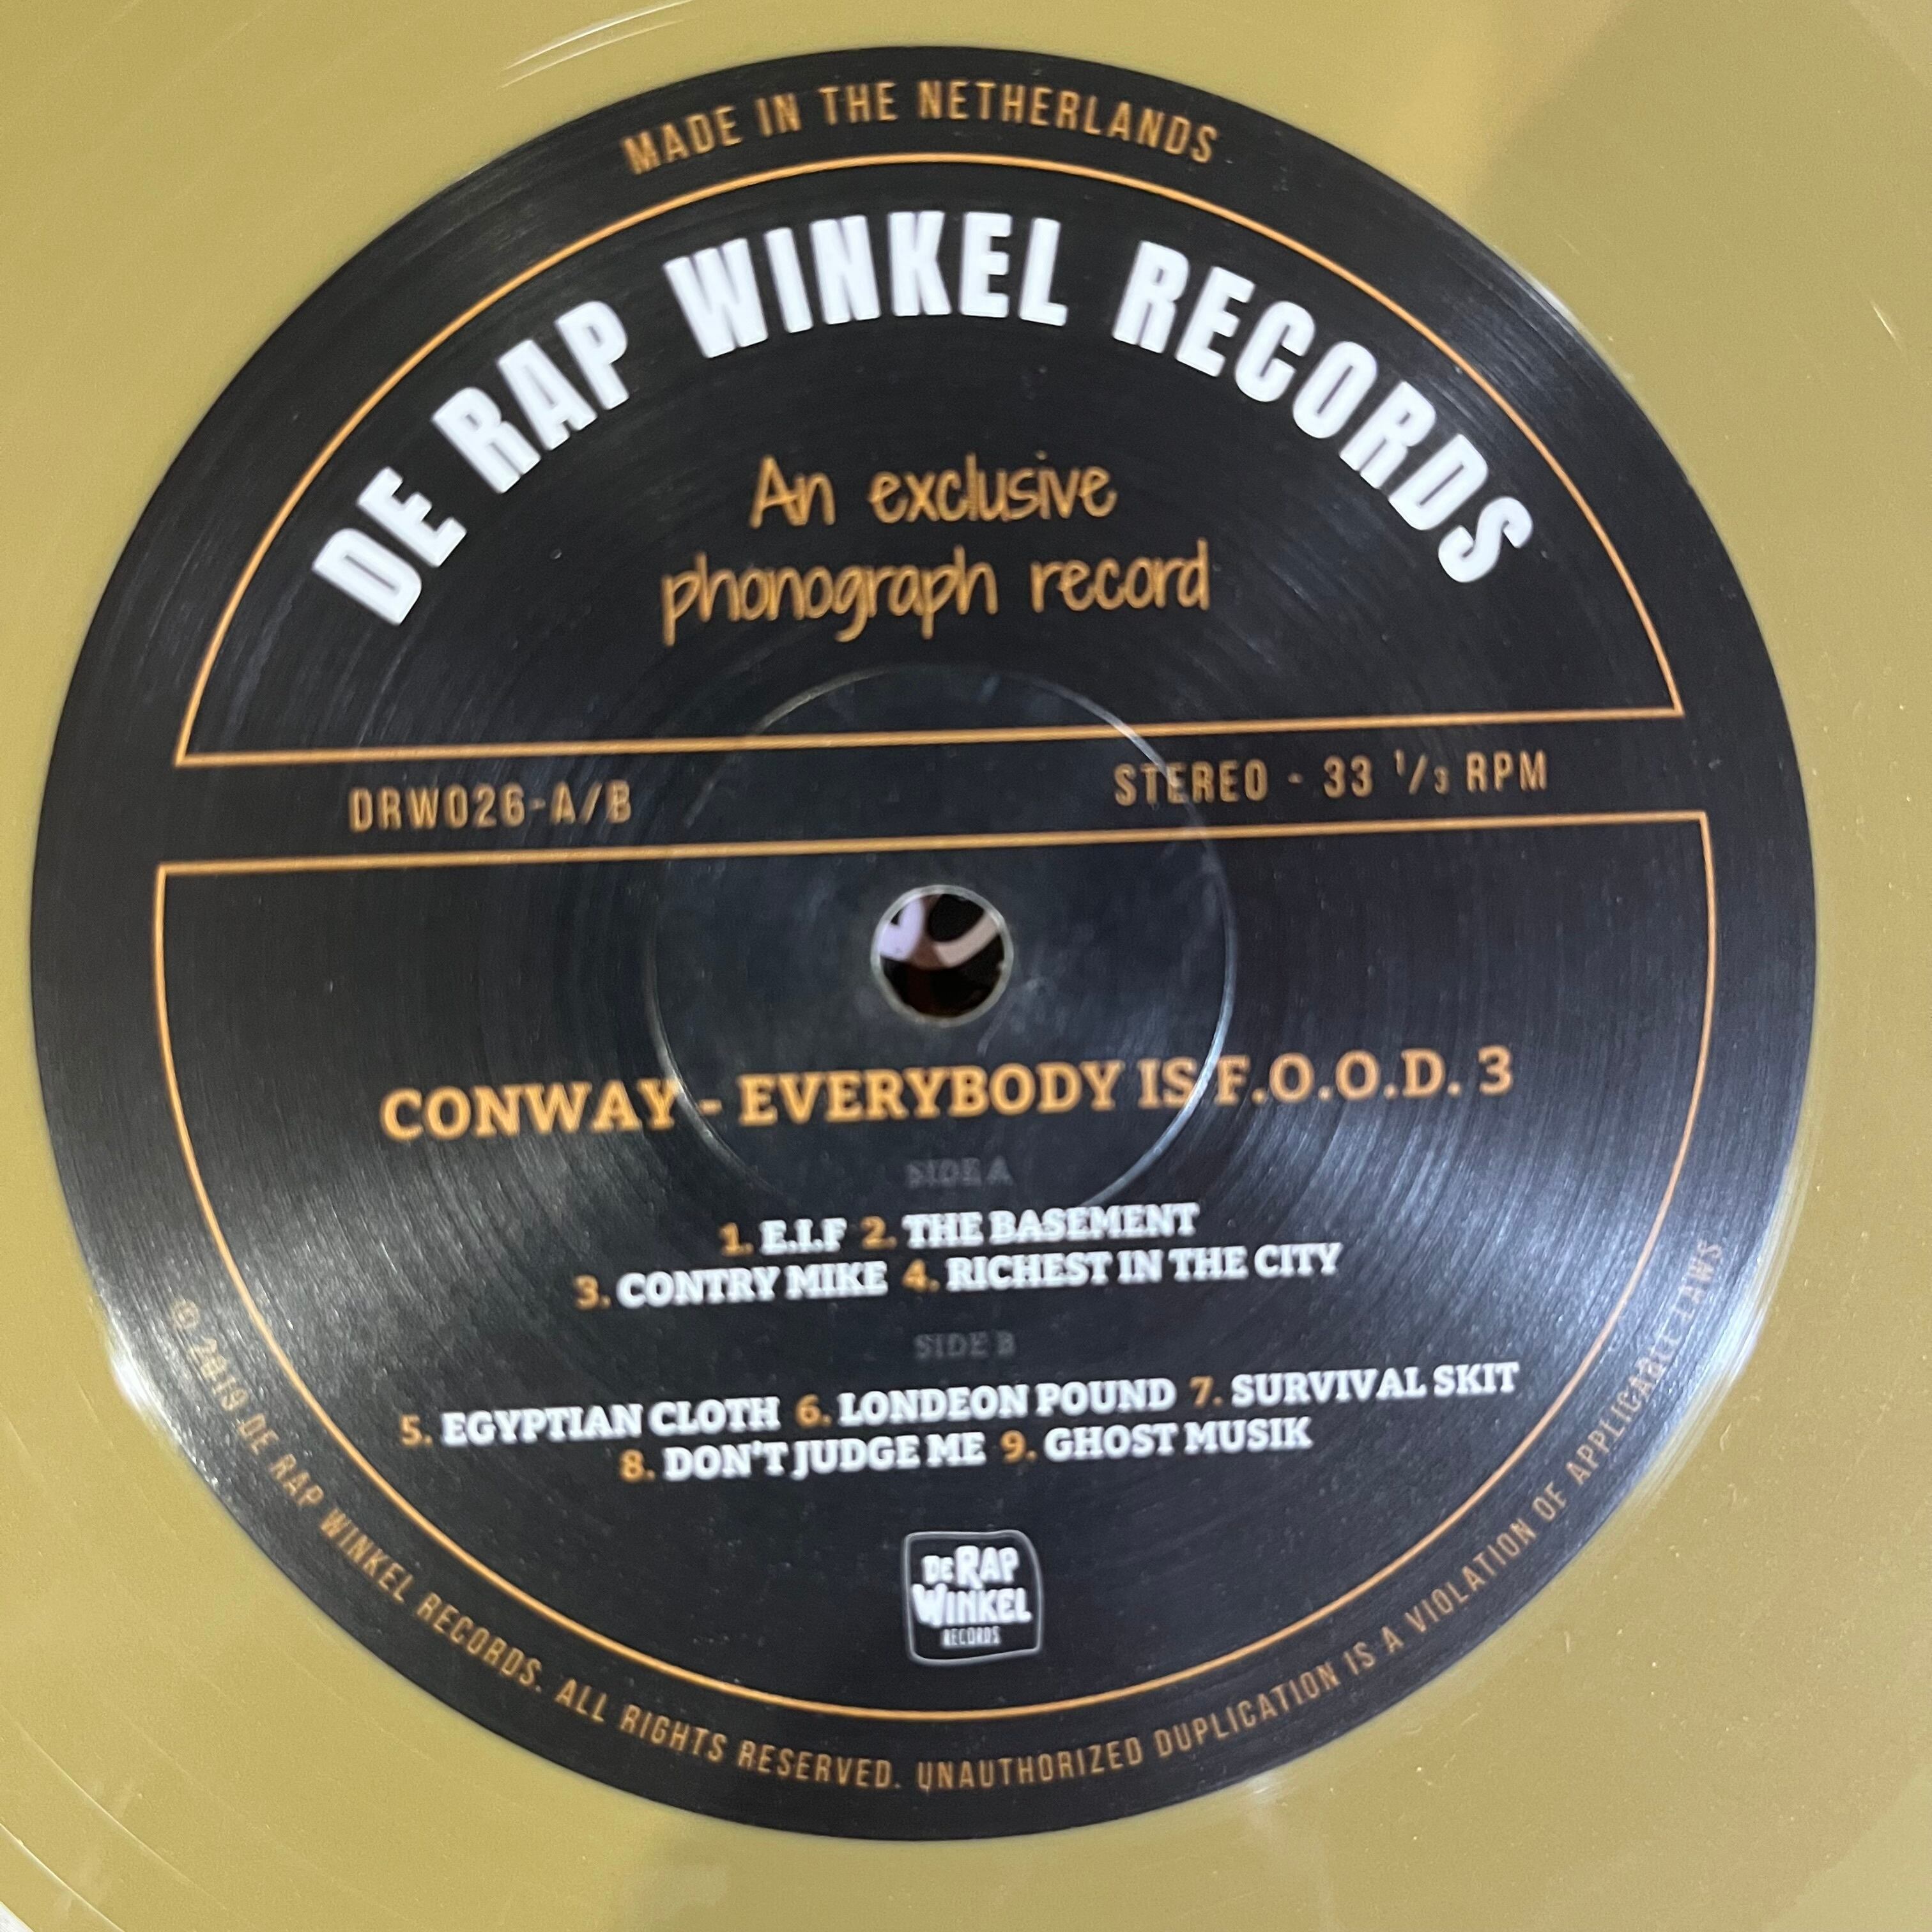 MADE IN THE NETHERLANDS
DE RAP WINKEL RECORDS
An exclusive
phonograph record
DRW026-A/B
STEREO - 33 1/3 RPM
CONWAY - EVERYBODY IS F.O.O.D. 3
SIDE A
1. E.I.F 2. THE BASEMENT
3. CONTRY MIKE 4. RICHEST IN THE CITY
SIDE B
5. EGYPTIAN CLOTH 6. LONDEON POUND 7. SURVIVAL SKIT
8. DON'T JUDGE ME 9. GHOST MUSIK
DE RAP
WINKEL
RECORDS
© 2019 DE RAP WINKEL RECORDS. ALL RIGHTS RESERVED. UNAUTHORIZED DUPLICATION IS A VIOLATION OF APPLICABLE LAWS.